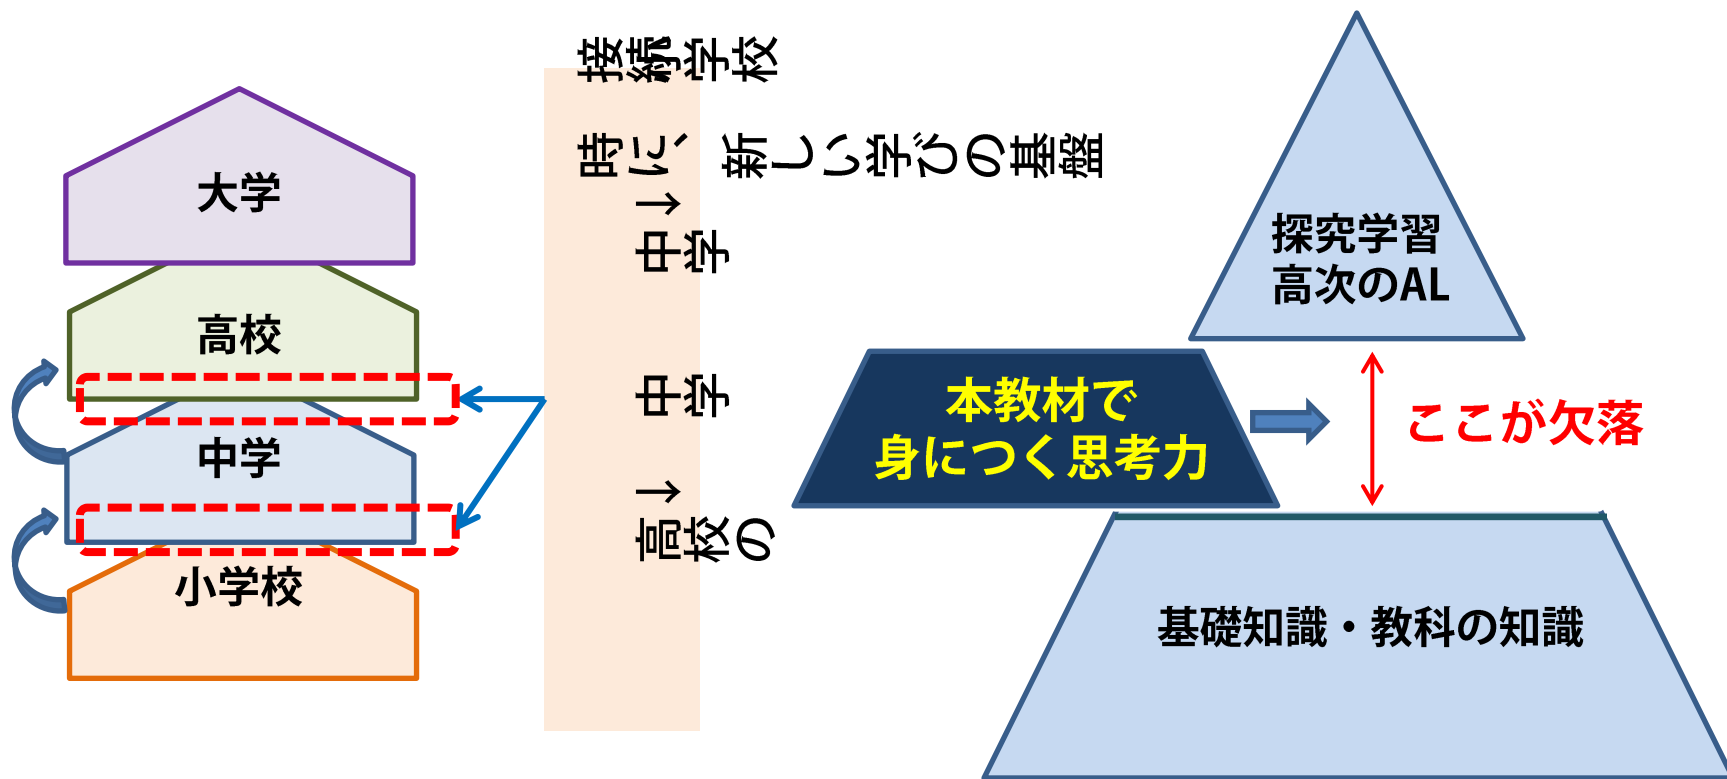 大学
高校
中学
小学校
接続学校
時に、新しい学びの基盤
中学
↓
中学
↓
高校の
探究学習
高次のAL
本教材で
身につく思考力
ここが欠落
基礎知識・教科の知識